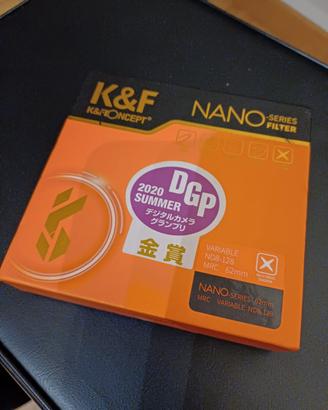 K&F
K&FCONCEPT®
NANO-SERIES
FILTER
2020
SUMMER
DGP
デジタルカメラ
グランプリ
金賞
VARIABLE
ND8-128
MRC 62mm
NANO-SERIES 62mm
MRC VARIABLE ND8-128